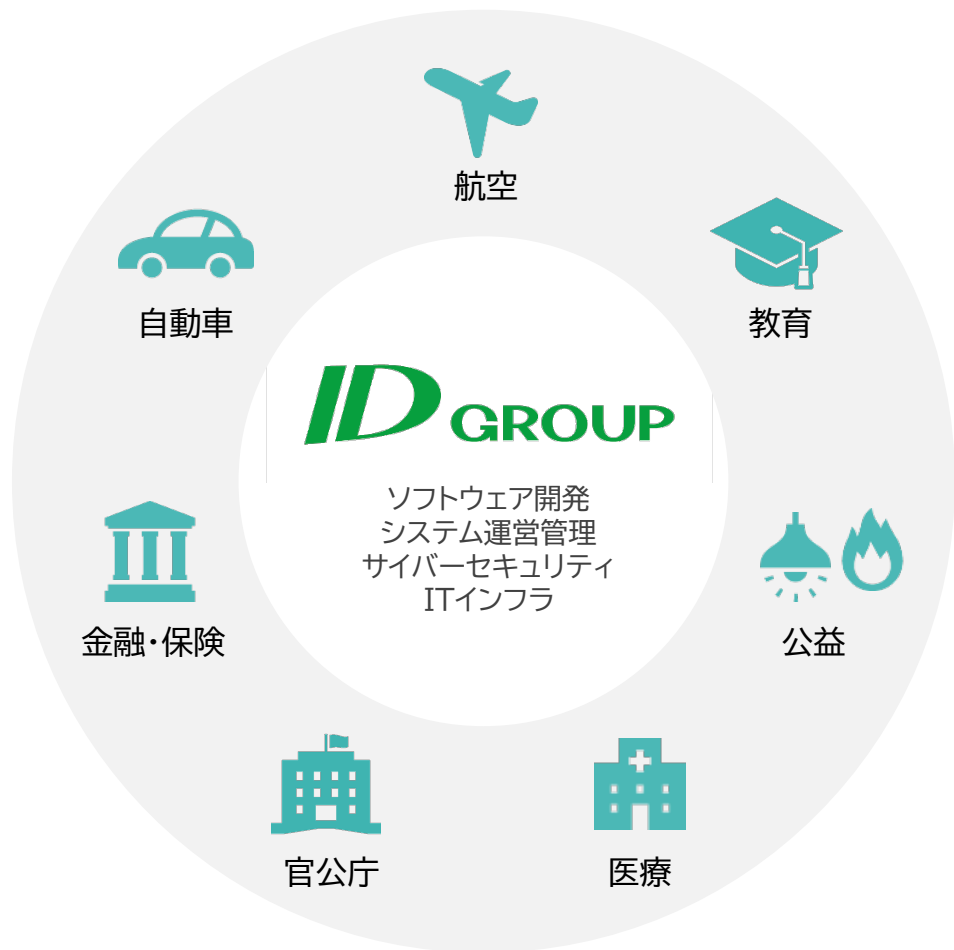 航空
自動車
教育
ID GROUP
ソフトウェア開発
システム運営管理
サイバーセキュリティ
ITインフラ
金融・保険
公益
官公庁
医療